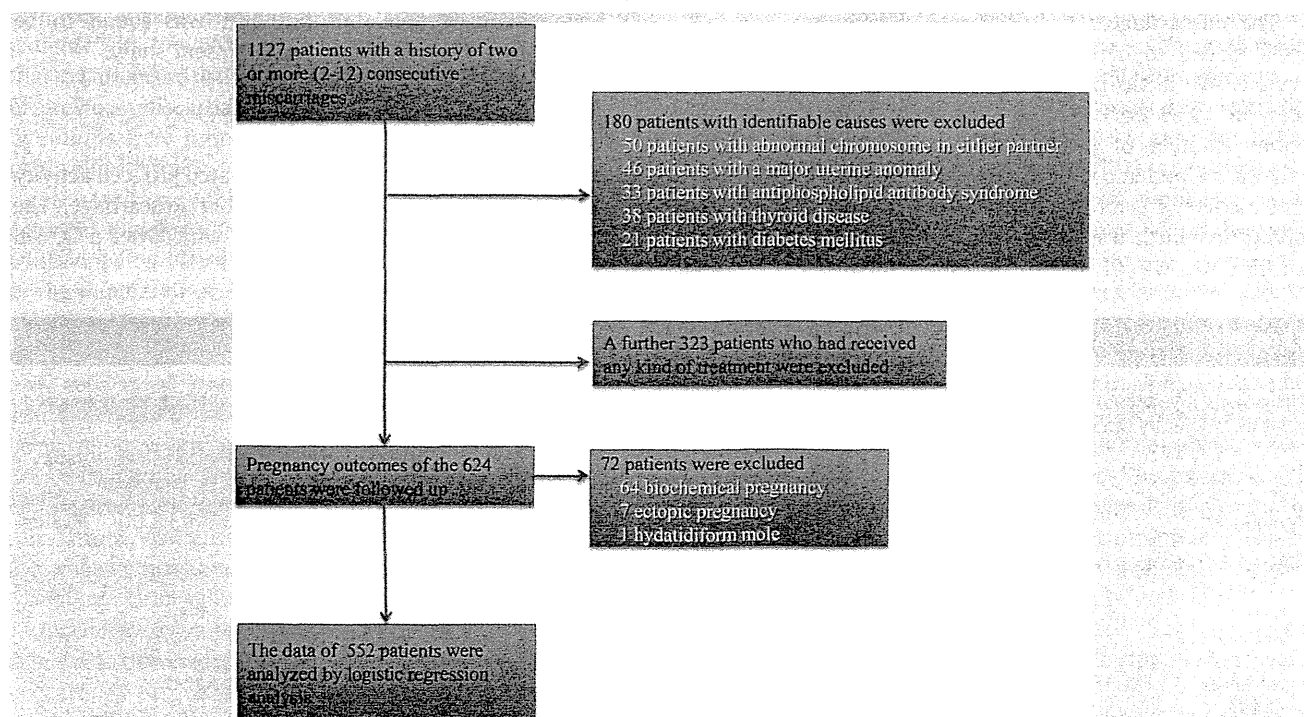 1127 patients with a history of two
or more (2-12) consecutive
miscarriages
180 patients with identifiable causes were excluded
50 patients with abnormal chromosome in either partner
46 patients with a major uterine anomaly
33 patients with antiphospholipid antibody syndrome
38 patients with thyroid disease
21 patients with diabetes mellitus
A further 323 patients who had received
any kind of treatment were excluded
Pregnancy outcomes of the 624
patients were followed up
72 patients were excluded
64 biochemical pregnancy
7 ectopic pregnancy
1 hydatidiform mole
The data of 552 patients were
analyzed by logistic regression
analysis